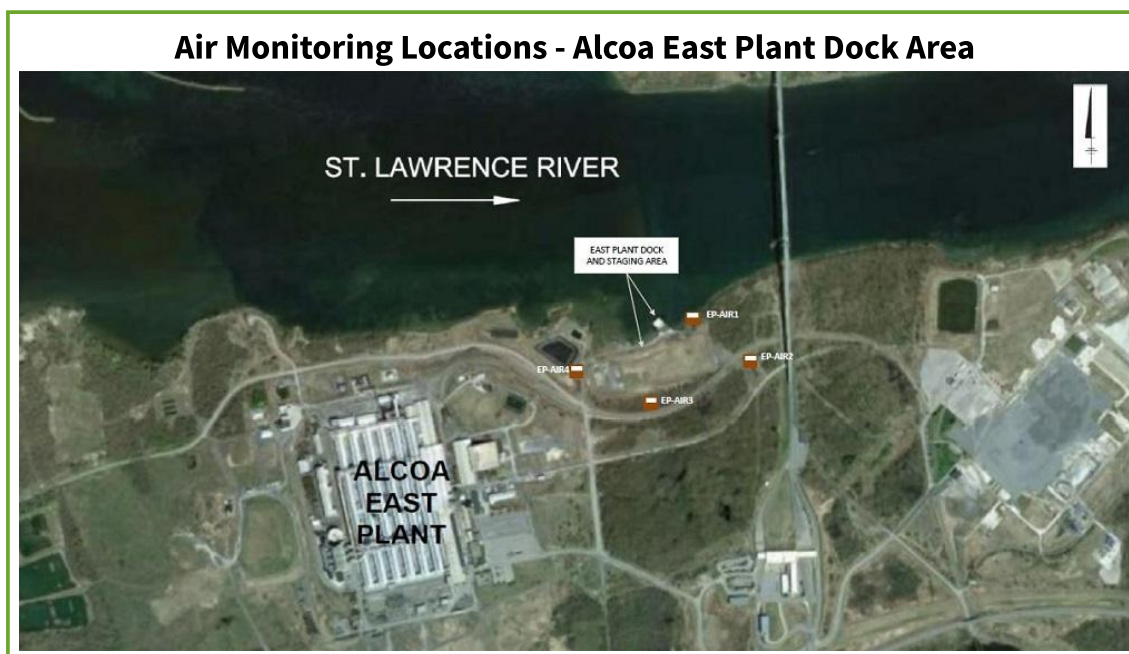 Air Monitoring Locations - Alcoa East Plant Dock Area
ST. LAWRENCE RIVER
EAST PLANT DOCK
AND STAGING AREA
EP-AIR1
EP-AIR2
EP-AIR4
EP-AIR3
ALCOA
EAST
PLANT